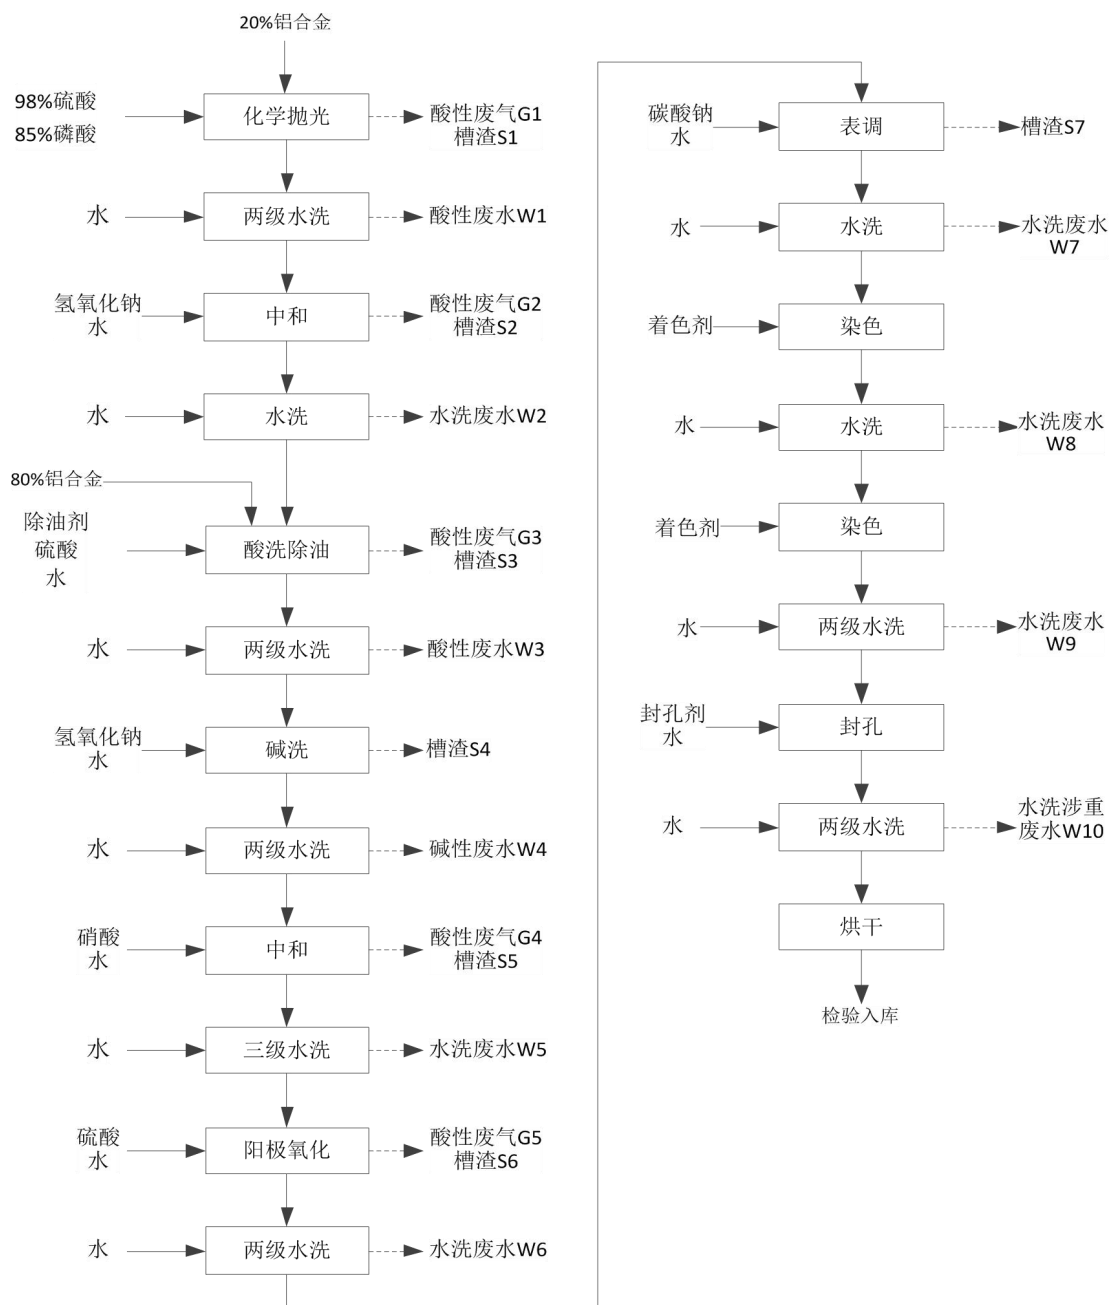 20%铝合金
98%硫酸
85%磷酸
化学抛光
酸性废气G1
槽渣S1
水
两级水洗
酸性废水W1
氢氧化钠
水
中和
酸性废气G2
槽渣S2
水
水洗
水洗废水W2
80%铝合金
除油剂
硫酸
水
酸洗除油
酸性废气G3
槽渣S3
水
两级水洗
酸性废水W3
氢氧化钠
水
碱洗
槽渣S4
水
两级水洗
碱性废水W4
硝酸
水
中和
酸性废气G4
槽渣S5
水
三级水洗
水洗废水W5
硫酸
水
阳极氧化
酸性废气G5
槽渣S6
水
两级水洗
水洗废水W6
碳酸钠
水
表调
槽渣S7
水
水洗
水洗废水
W7
着色剂
染色
水
水洗
水洗废水
W8
着色剂
染色
水
两级水洗
水洗废水
W9
封孔剂
水
封孔
水
两级水洗
水洗涉重
废水W10
烘干
检验入库